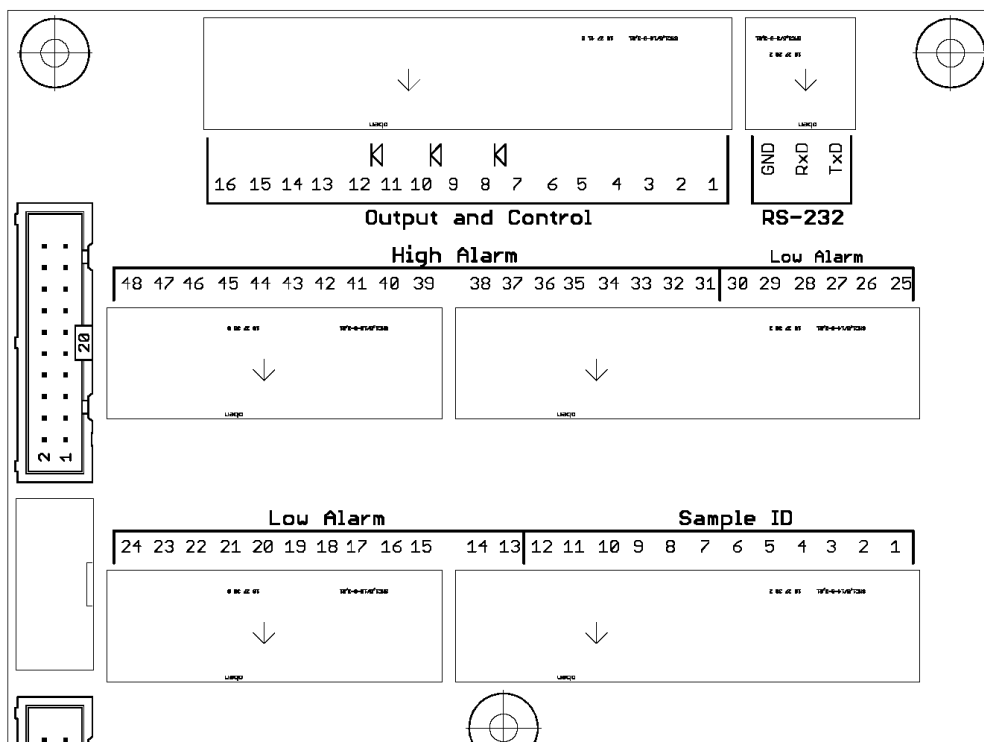 16 15 14 13 12 11 10 9 8 7 6 5 4 3 2 1
GND RxD TxD
Output and Control
RS-232
High Alarm
Low Alarm
48 47 46 45 44 43 42 41 40 39 38 37 36 35 34 33 32 31 30 29 28 27 26 25
20
2 1
Low Alarm
Sample ID
24 23 22 21 20 19 18 17 16 15 14 13 12 11 10 9 8 7 6 5 4 3 2 1